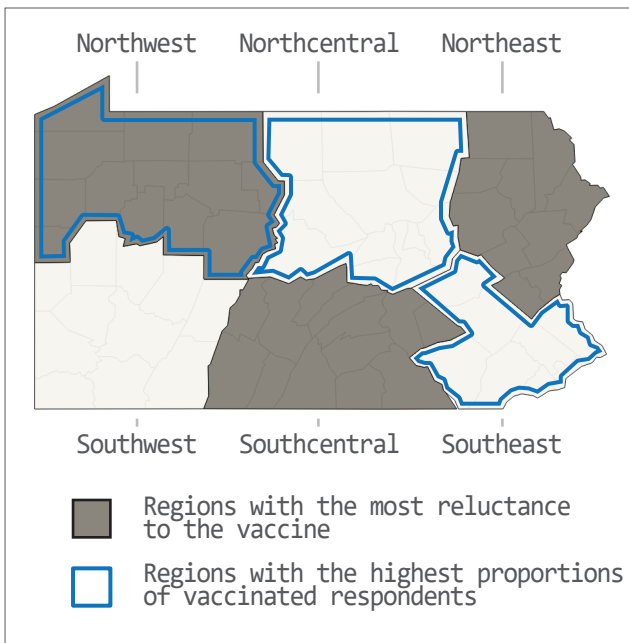 Northwest Northcentral Northeast
Southwest Southcentral Southeast
Regions with the most reluctance
to the vaccine
Regions with the highest proportions
of vaccinated respondents